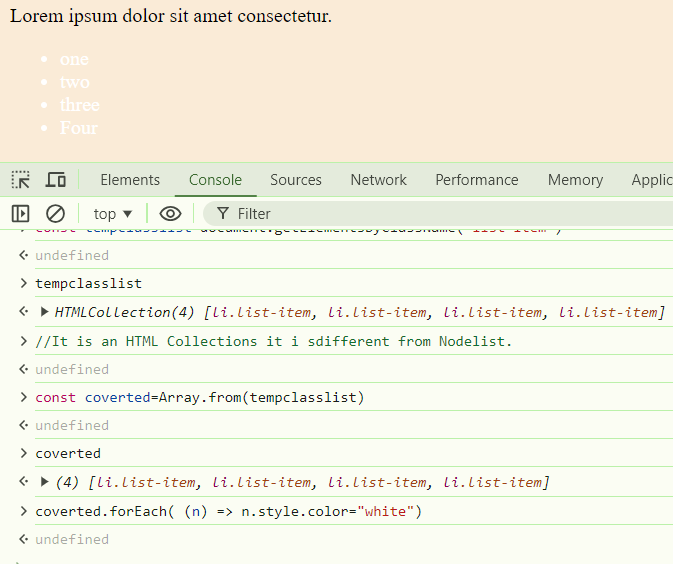 Lorem ipsum dolor sit amet consectetur.
• one
• two
• three
• Four
Elements Console Sources Network Performance Memory Applic
top ▼ Filter
const tempclasslist=document.getElementsByClassName("list-item")
undefined
tempclasslist
HTMLCollection(4) [li.list-item, li.list-item, li.list-item, li.list-item]
//It is an HTML Collections it i sdifferent from Nodelist.
undefined
const coverted=Array.from(tempclasslist)
undefined
coverted
(4) [li.list-item, li.list-item, li.list-item, li.list-item]
coverted.forEach( (n) => n.style.color="white")
undefined